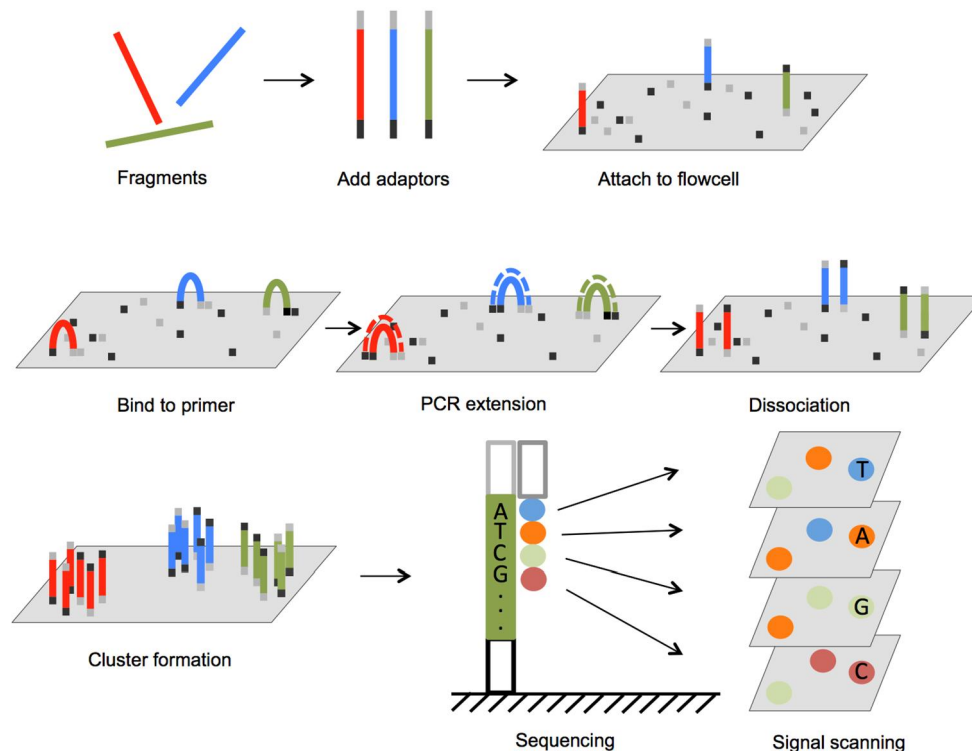 Fragments
Add adaptors
Attach to flowcell
Bind to primer
PCR extension
Dissociation
A
T
C
G
.
.
.
T
A
G
C
Cluster formation
Sequencing
Signal scanning